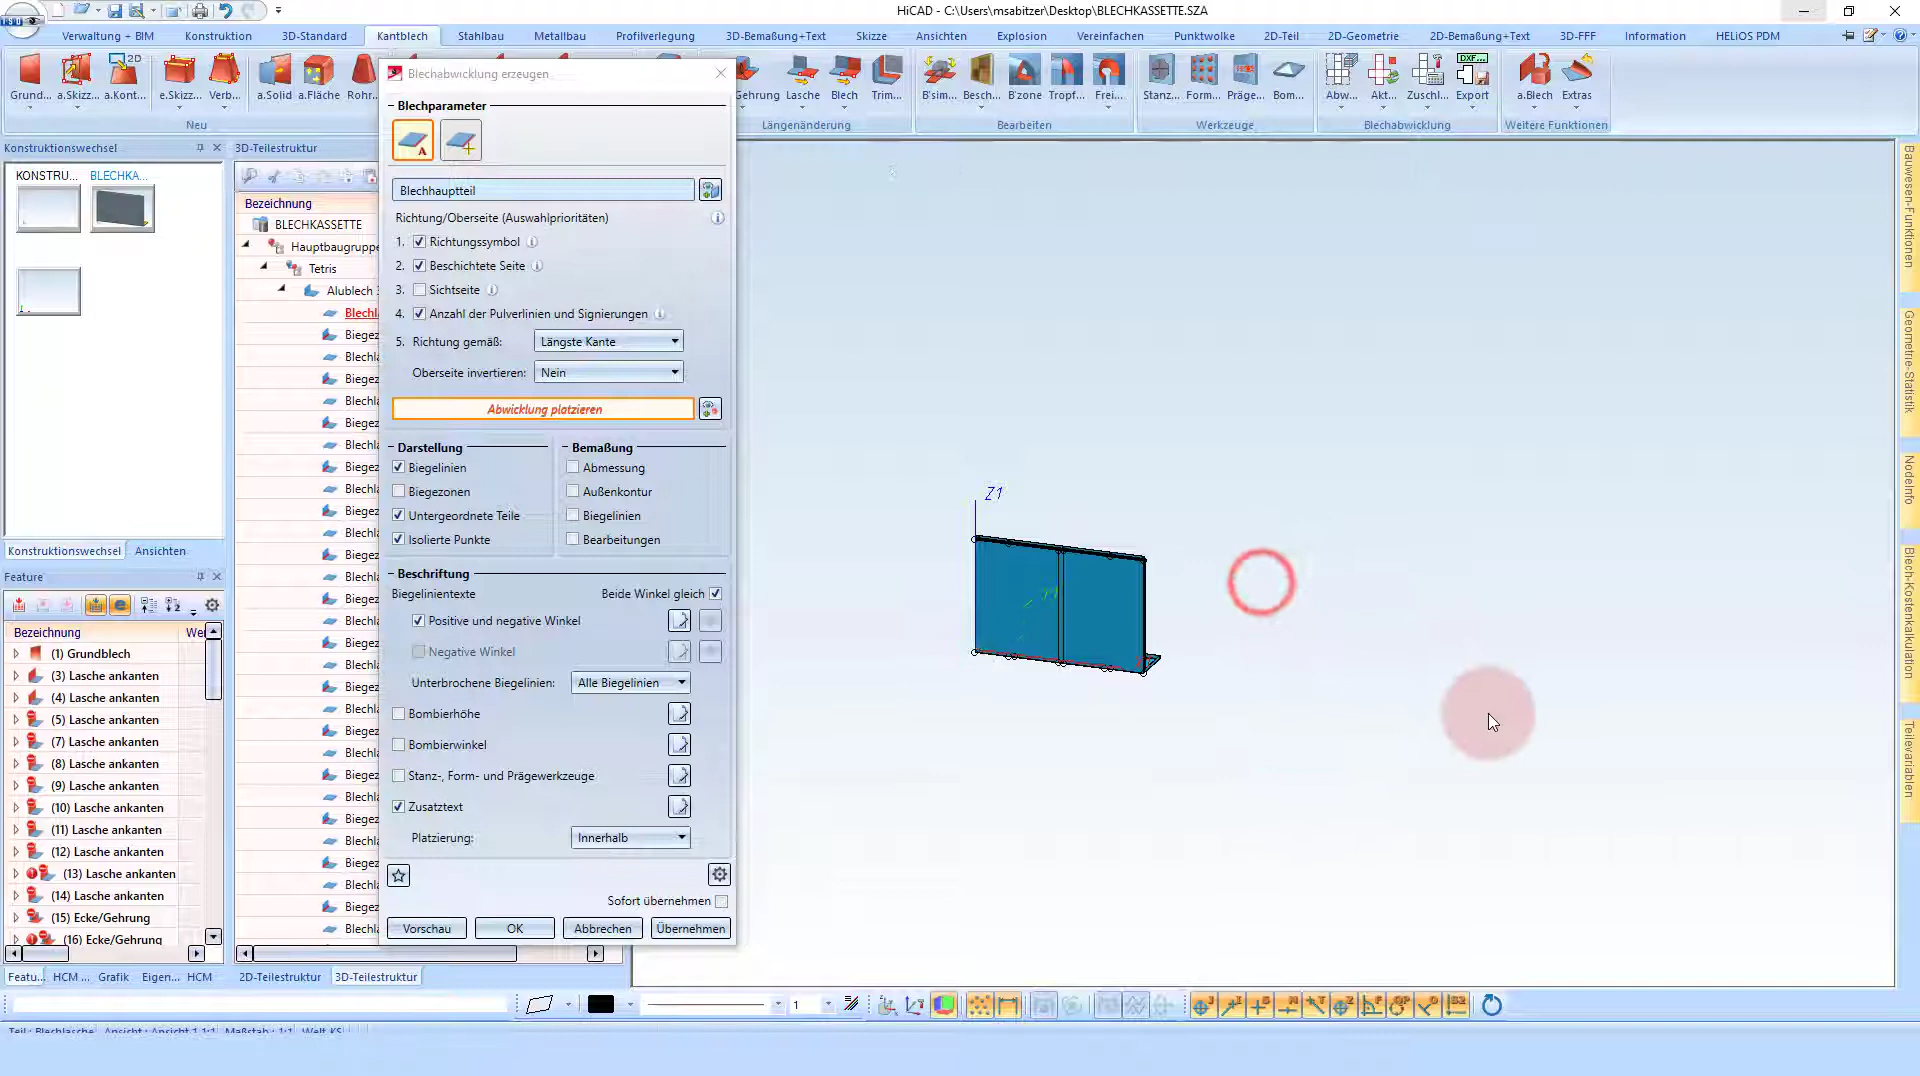 HiCAD - C:\Users\msabitzer\Desktop\BLECHKASSETTE.SZA
ISD
Verwaltung + BIM
Konstruktion
3D-Standard
Kantblech
Stahlbau
Metallbau
Profilverlegung
3D-Bemaßung+Text
Skizze
Ansichten
Explosion
Vereinfachen
Punktwolke
2D-Teil
2D-Geometrie
2D-Bemaßung+Text
3D-FFF
Information
HELiOS PDM
Grund...
a.Skizz...
a.Kont...
e.Skizz...
Verb...
a.Solid
a.Fläche
Rohr...
Gehrung
Lasche
Blech
Trim...
B'sim...
Besch...
B'zone
Tropf...
Frei...
Stanz...
Form...
Präge...
Bom...
Abw...
Akt...
Zuschl...
Export
a.Blech
Extras
Neu
Längenänderung
Bearbeiten
Werkzeuge
Blechabwicklung
Weitere Funktionen
Konstruktionswechsel
KONSTRU...
BLECHKA...
Konstruktionswechsel
Ansichten
Feature
Bezeichnung
(1) Grundblech
(3) Lasche ankanten
(4) Lasche ankanten
(5) Lasche ankanten
(7) Lasche ankanten
(8) Lasche ankanten
(9) Lasche ankanten
(10) Lasche ankanten
(11) Lasche ankanten
(12) Lasche ankanten
(13) Lasche ankanten
(14) Lasche ankanten
(15) Ecke/Gehrung
(16) Ecke/Gehrung
Featu...
HCM ...
Grafik
Eigen...
HCM
3D-Teilestruktur
Bezeichnung
BLECHKASSETTE
Hauptbaugruppe
Tetris
Alublech
2D-Teilestruktur
3D-Teilestruktur
Blechabwicklung erzeugen
Blechparameter
Blechhauptteil
Richtung/Oberseite (Auswahlprioritäten)
1. Richtungssymbol
2. Beschichtete Seite
3. Sichtseite
4. Anzahl der Pulverlinien und Signierungen
5. Richtung gemäß: Längste Kante
Oberseite invertieren: Nein
Abwicklung platzieren
Darstellung
Biegelinien
Biegezonen
Untergeordnete Teile
Isolierte Punkte
Bemaßung
Abmessung
Außenkontur
Biegelinien
Bearbeitungen
Beschriftung
Biegelinientexte
Beide Winkel gleich
Positive und negative Winkel
Negative Winkel
Unterbrochene Biegelinien: Alle Biegelinien
Bombierhöhe
Bombierwinkel
Stanz-, Form- und Prägewerkzeuge
Zusatztext
Platzierung: Innerhalb
Sofort übernehmen
Vorschau
OK
Abbrechen
Übernehmen
Z1
Bauwesen-Funktionen
Geometrie-Statistik
NodeInfo
Blech-Kostenkalkulation
Teilevariablen
1